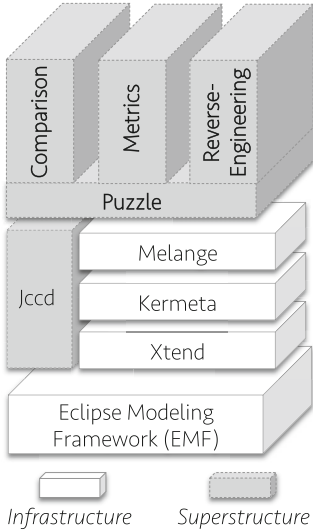 Comparison
Metrics
Reverse-
Engineering
Puzzle
Jccd
Melange
Kermeta
Xtend
Eclipse Modeling
Framework (EMF)
Infrastructure
Superstructure